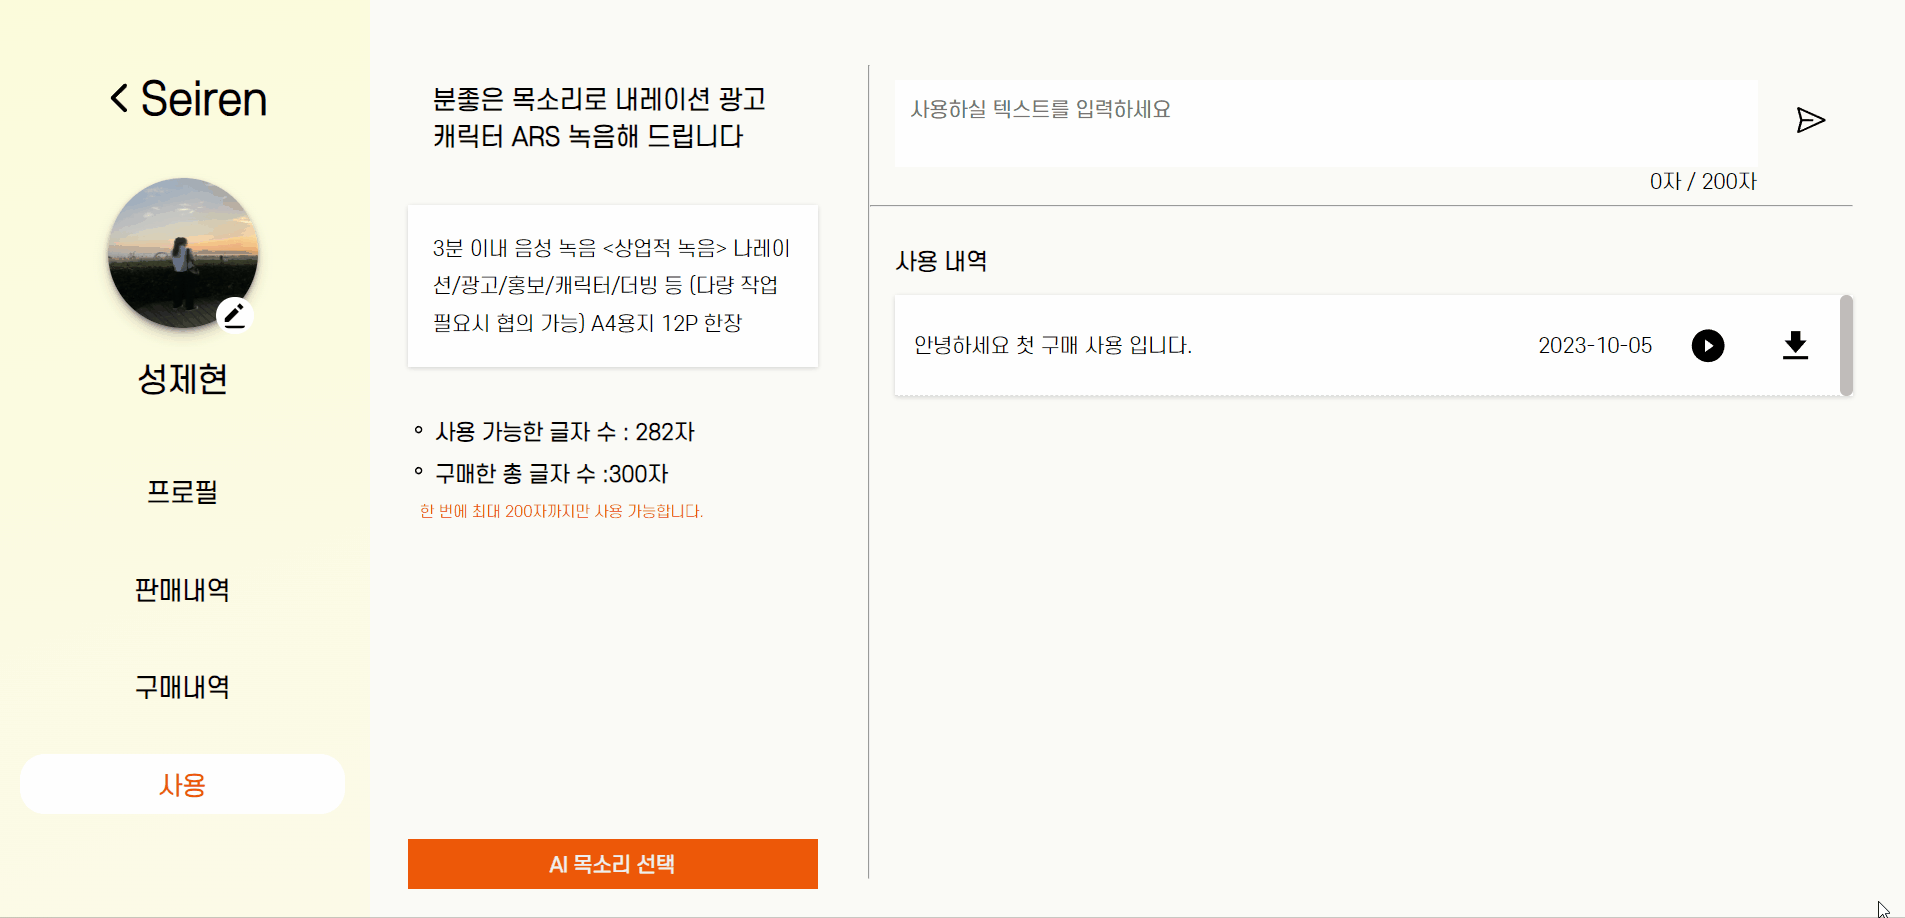 Seiren
성제현
프로필
판매내역
구매내역
사용
분좋은 목소리로 내레이션 광고
캐릭터 ARS 녹음해 드립니다
3분 이내 음성 녹음 <상업적 녹음> 나레이
션/광고/홍보/캐릭터/더빙 등 (다량 작업
필요시 협의 가능) A4용지 12P 한장
사용 가능한 글자 수 : 282자
구매한 총 글자 수 :300자
한 번에 최대 200자까지만 사용 가능합니다.
AI 목소리 선택
사용하실 텍스트를 입력하세요
0자 / 200자
사용 내역
안녕하세요 첫 구매 사용 입니다. 2023-10-05